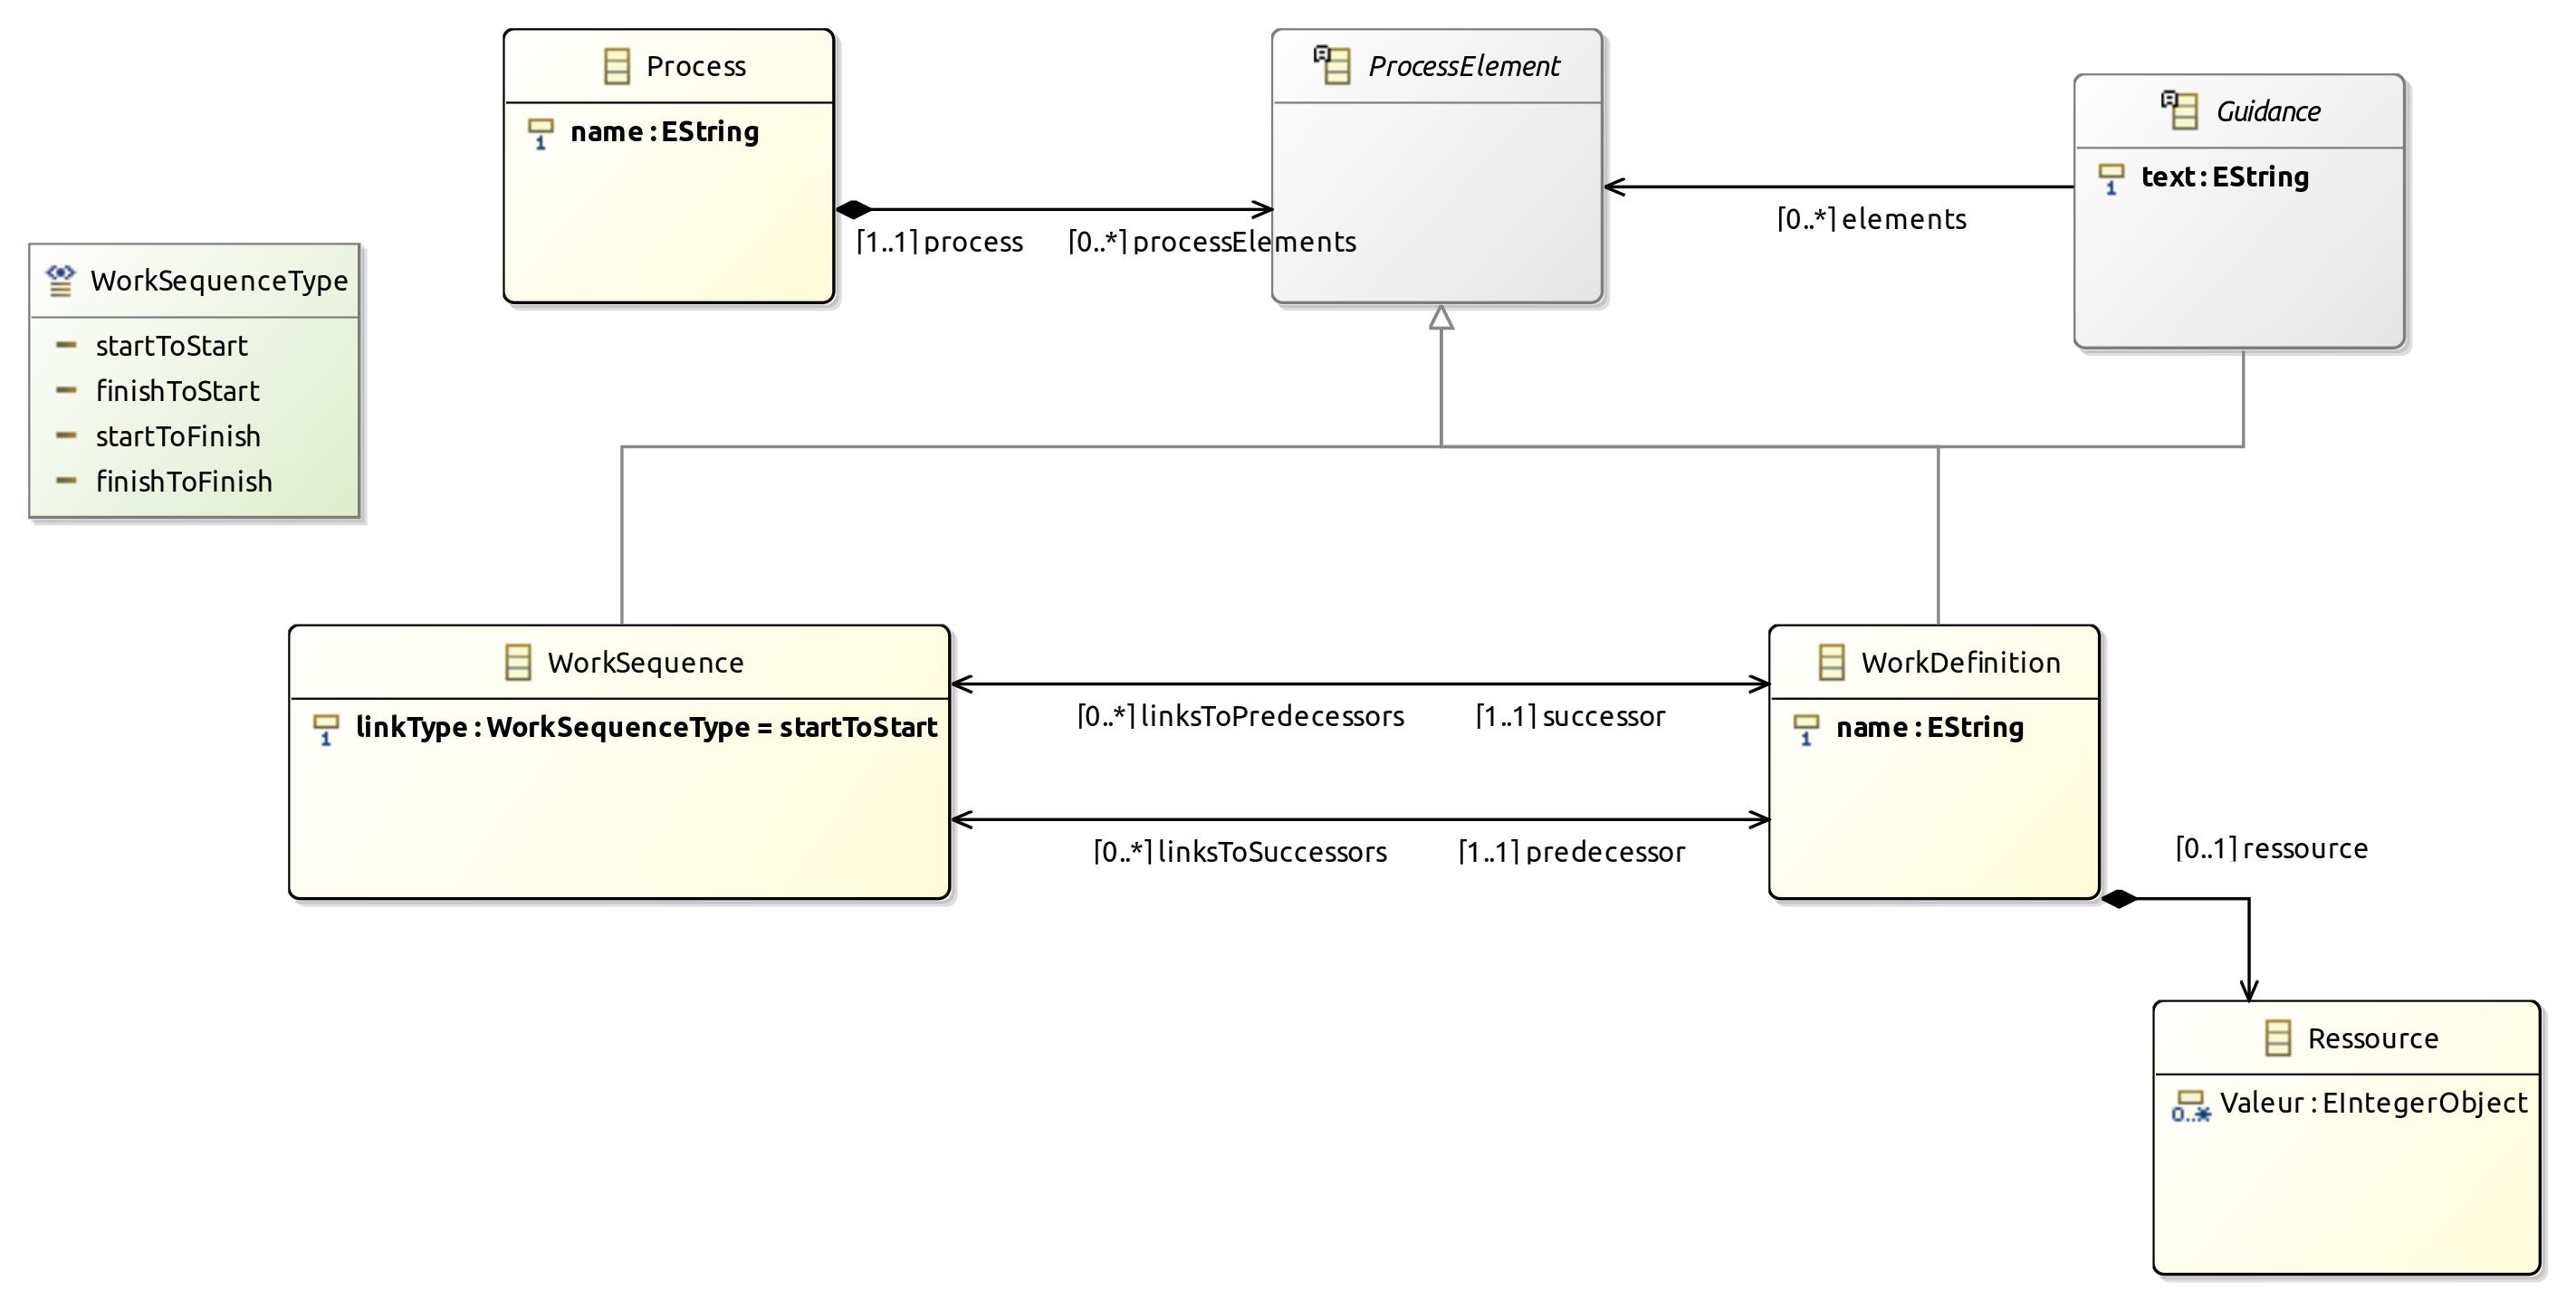 Process
name : EString
ProcessElement
Guidance
text : EString
[1..1] process
[0..*] processElements
[0..*] elements
WorkSequenceType
startToStart
finishToStart
startToFinish
finishToFinish
WorkSequence
linkType : WorkSequenceType = startToStart
[0..*] linksToPredecessors
[1..1] successor
[0..*] linksToSuccessors
[1..1] predecessor
WorkDefinition
name : EString
[0..1] ressource
Ressource
Valeur : EIntegerObject